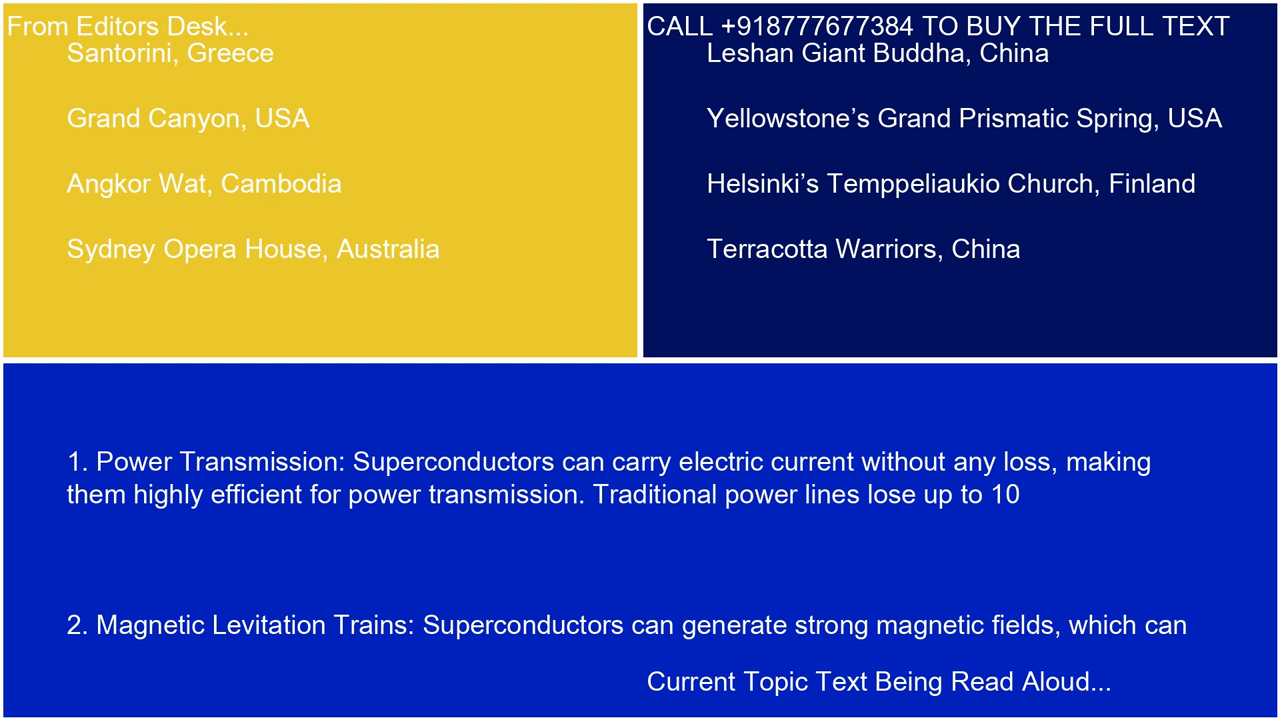 From Editors Desk...
Santorini, Greece
Grand Canyon, USA
Angkor Wat, Cambodia
Sydney Opera House, Australia
CALL +918777677384 TO BUY THE FULL TEXT
Leshan Giant Buddha, China
Yellowstone’s Grand Prismatic Spring, USA
Helsinki’s Temppeliaukio Church, Finland
Terracotta Warriors, China
1. Power Transmission: Superconductors can carry electric current without any loss, making
them highly efficient for power transmission. Traditional power lines lose up to 10
2. Magnetic Levitation Trains: Superconductors can generate strong magnetic fields, which can
Current Topic Text Being Read Aloud...